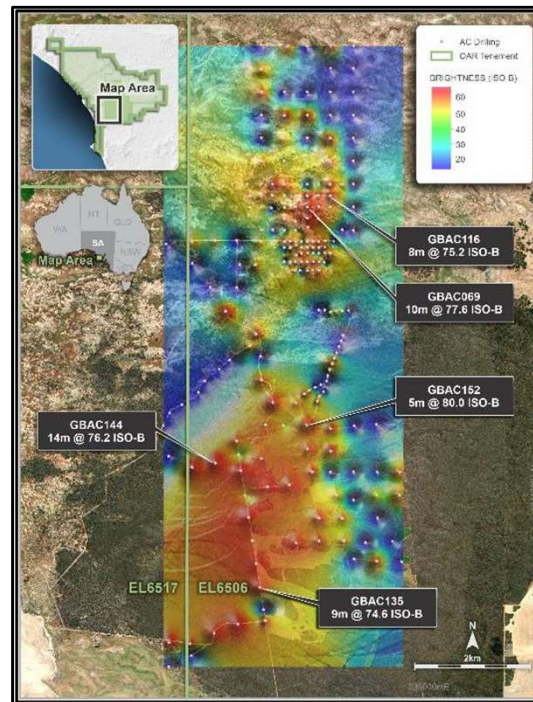 Map Area
AC Drilling
OAR Tenement
BRIGHTNESS (ISO B)
60
50
40
30
20
WA
NT
QLD
SA
NSW
Map Area
GBAC116
8m @ 75.2 ISO-B
GBAC069
10m @ 77.6 ISO-B
GBAC152
5m @ 80.0 ISO-B
GBAC144
14m @ 76.2 ISO-B
EL6517
EL6506
GBAC135
9m @ 74.6 ISO-B
N
2km